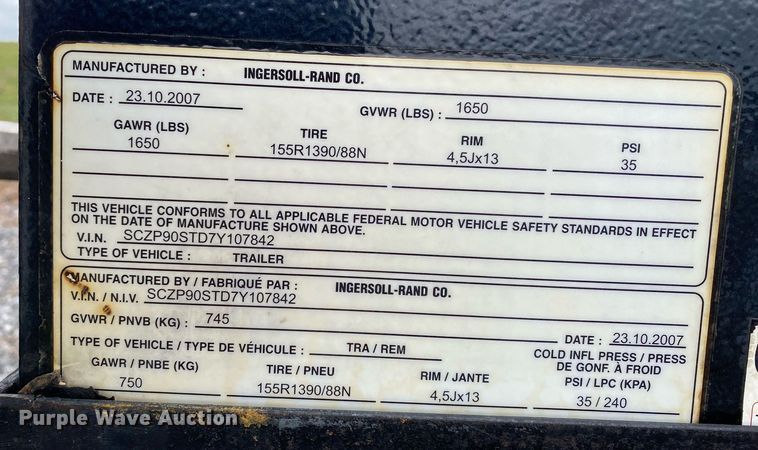 MANUFACTURED BY : INGERSOLL-RAND CO.
DATE : 23.10.2007 GVWR (LBS) : 1650
GAWR (LBS) TIRE RIM PSI
1650 155R1390/88N 4,5Jx13 35
THIS VEHICLE CONFORMS TO ALL APPLICABLE FEDERAL MOTOR VEHICLE SAFETY STANDARDS IN EFFECT
ON THE DATE OF MANUFACTURE SHOWN ABOVE.
V.I.N. SCZP90STD7Y107842
TYPE OF VEHICLE : TRAILER
MANUFACTURED BY / FABRIQUÉ PAR : INGERSOLL-RAND CO.
V.I.N. / N.I.V. SCZP90STD7Y107842
GVWR / PNVB (KG) : 745 DATE : 23.10.2007
TYPE OF VEHICLE / TYPE DE VÉHICULE : TRA / REM
COLD INFL PRESS / PRESS
DE GONF. À FROID
GAWR / PNBE (KG) TIRE / PNEU RIM / JANTE PSI / LPC (KPA)
750 155R1390/88N 4,5Jx13 35 / 240
Purple Wave Auction